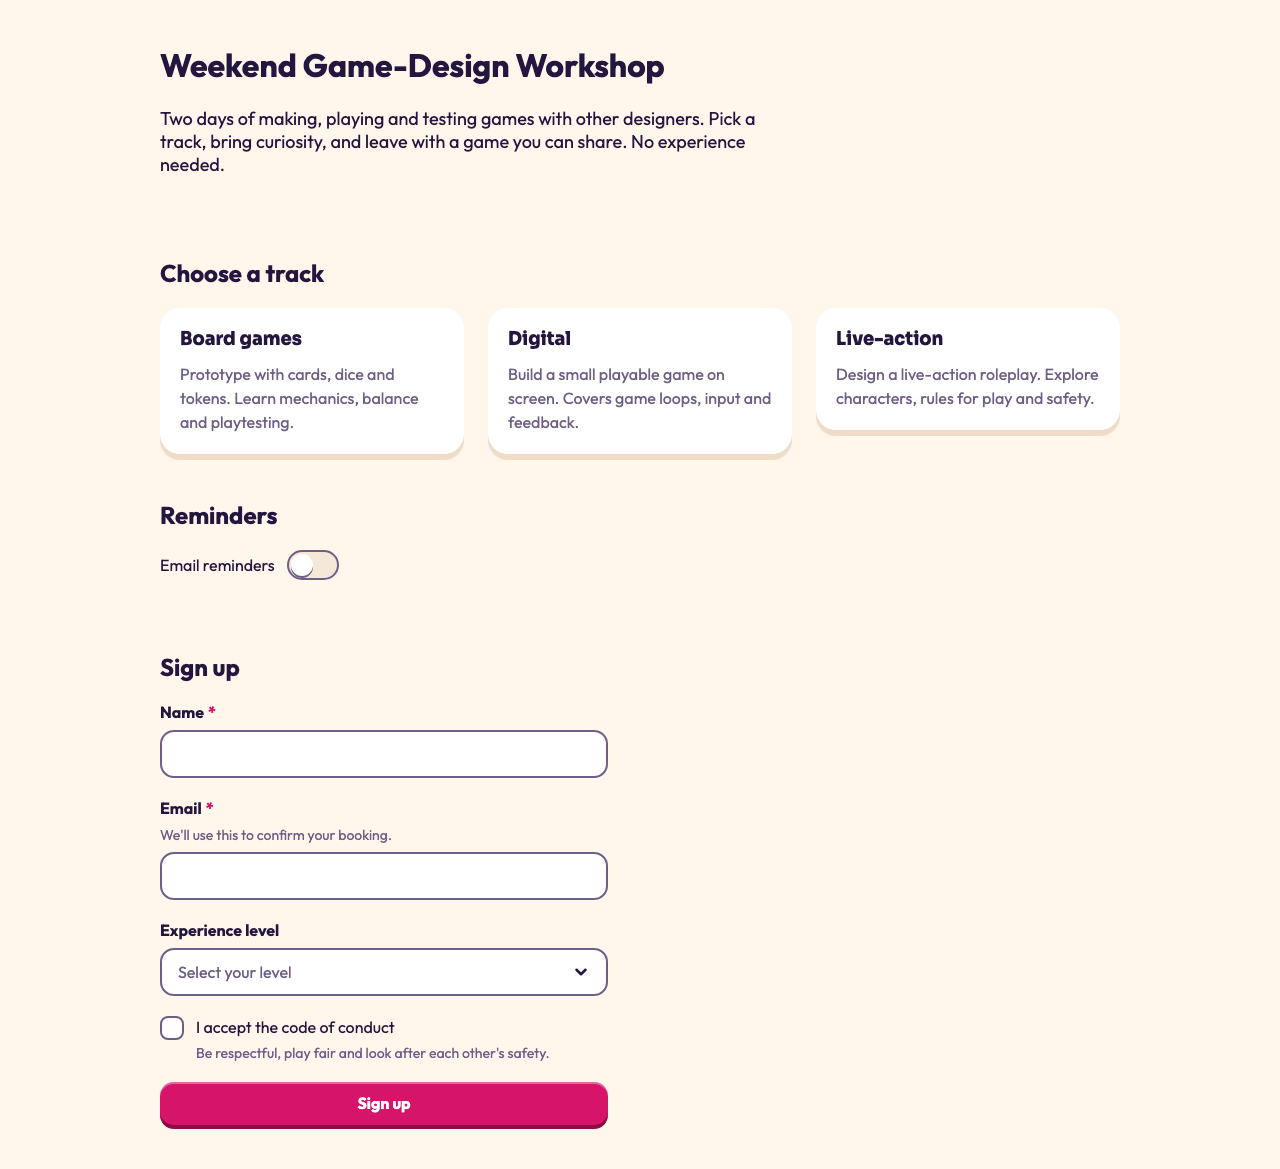 Weekend Game-Design Workshop
Two days of making, playing and testing games with other designers. Pick a
track, bring curiosity, and leave with a game you can share. No experience
needed.
Choose a track
Board games
Prototype with cards, dice and
tokens. Learn mechanics, balance
and playtesting.
Digital
Build a small playable game on
screen. Covers game loops, input and
feedback.
Live-action
Design a live-action roleplay. Explore
characters, rules for play and safety.
Reminders
Email reminders
Sign up
Name *
Email *
We'll use this to confirm your booking.
Experience level
Select your level
I accept the code of conduct
Be respectful, play fair and look after each other's safety.
Sign up